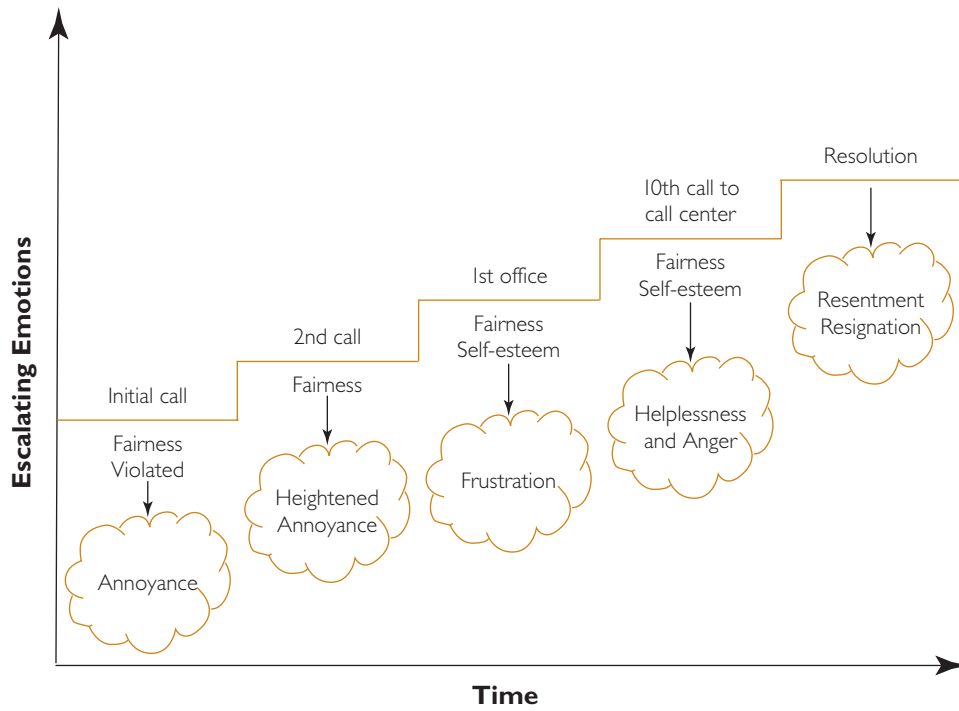 Escalating Emotions
Initial call
Fairness
Violated
Annoyance
2nd call
Fairness
Heightened
Annoyance
1st office
Fairness
Self-esteem
Frustration
10th call to
call center
Fairness
Self-esteem
Helplessness
and Anger
Resolution
Resentment
Resignation
Time